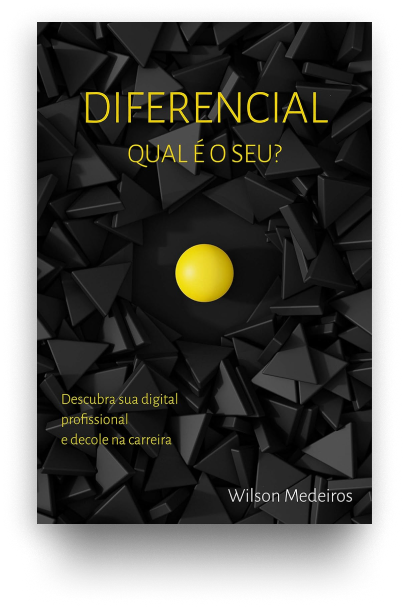 DIFERENCIAL
QUAL É O SEU?
Descubra sua digital
profissional
e decole na carreira
Wilson Medeiros